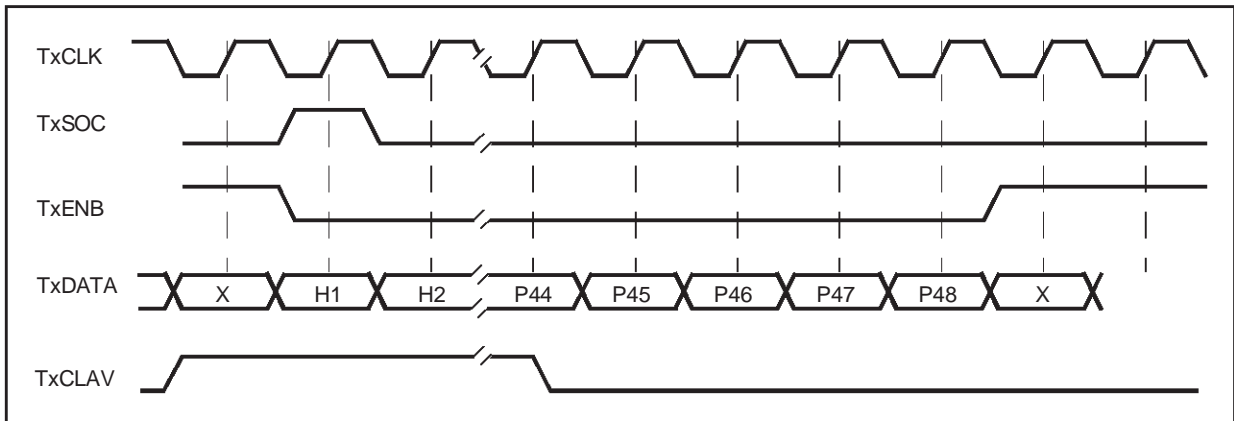 TxCLK
TxSOC
TxENB
TxDATA X H1 H2 P44 P45 P46 P47 P48 X
TxCLAV